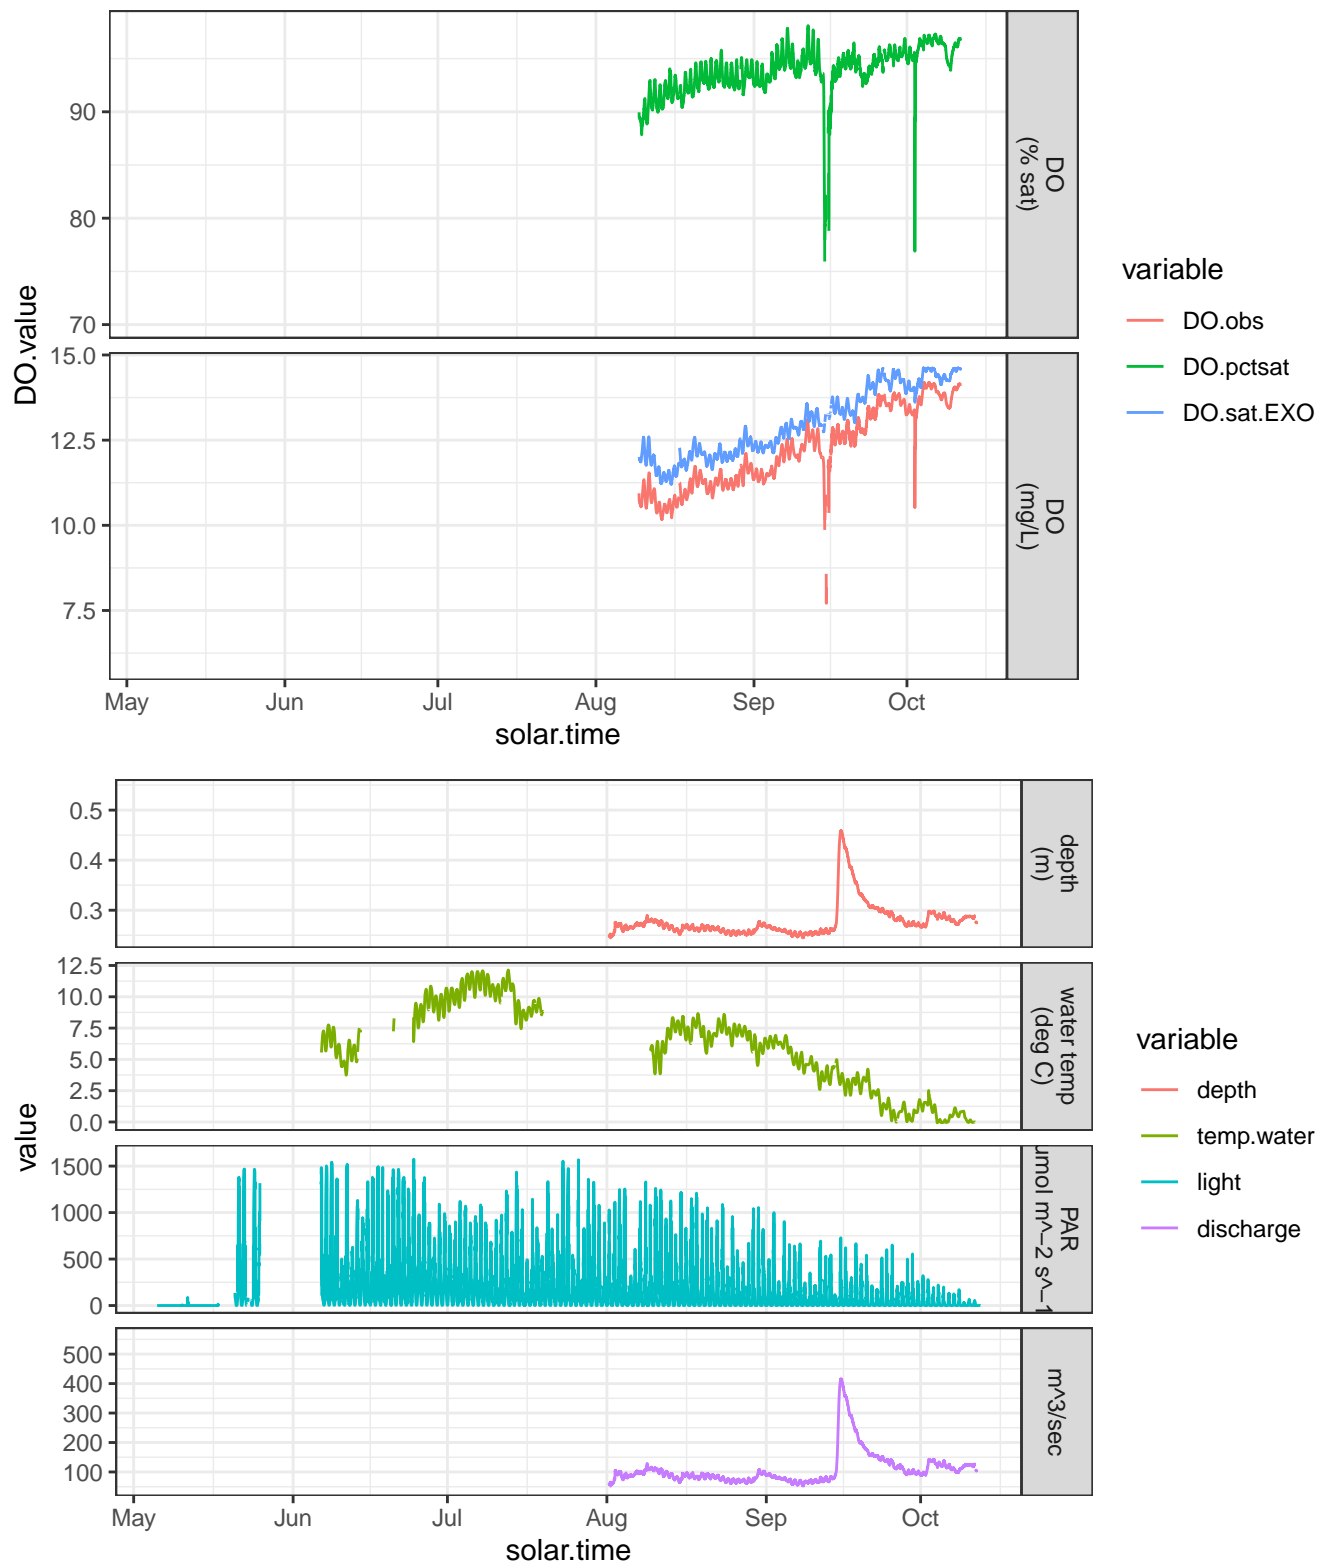 90
80
70
DO
(% sat)
15.0
12.5
10.0
7.5
DO
(mg/L)
DO.value
May Jun Jul Aug Sep Oct
solar.time
variable
DO.obs
DO.pctsat
DO.sat.EXO
0.5
0.4
0.3
depth
(m)
12.5
10.0
7.5
5.0
2.5
0.0
water temp
(deg C)
1500
1000
500
0
PAR
umol m^-2 s^-1
500
400
300
200
100
m^3/sec
value
May Jun Jul Aug Sep Oct
solar.time
variable
depth
temp.water
light
discharge